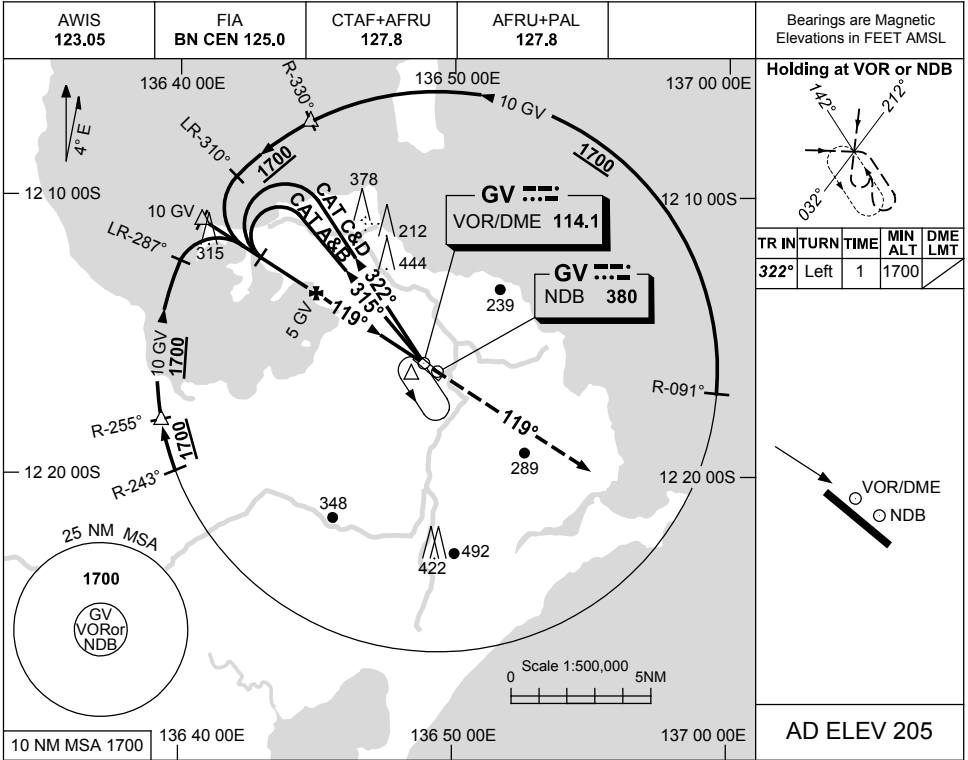 AWIS
123.05
FIA
BN CEN 125.0
CTAF+AFRU
127.8
AFRU+PAL
127.8
Bearings are Magnetic
Elevations in FEET AMSL
136 40 00E
136 50 00E
137 00 00E
4° E
R-330°
10 GV
1700
LR-310°
1700
12 10 00S
12 10 00S
10 GV
315
LR-287°
CAT C&D
CAT A&B
378
212
444
GV
VOR/DME 114.1
GV
NDB 380
322°
315°
119°
5 GV
239
10 GV
1700
R-091°
R-255°
1700
R-243°
119°
289
12 20 00S
12 20 00S
348
492
422
25 NM MSA
1700
GV
VORor
NDB
Scale 1:500,000
0 5NM
10 NM MSA 1700
136 40 00E
136 50 00E
137 00 00E
Holding at VOR or NDB
142°
212°
032°
TR IN TURN TIME MIN ALT DME LMT
322° Left 1 1700
VOR/DME
NDB
AD ELEV 205